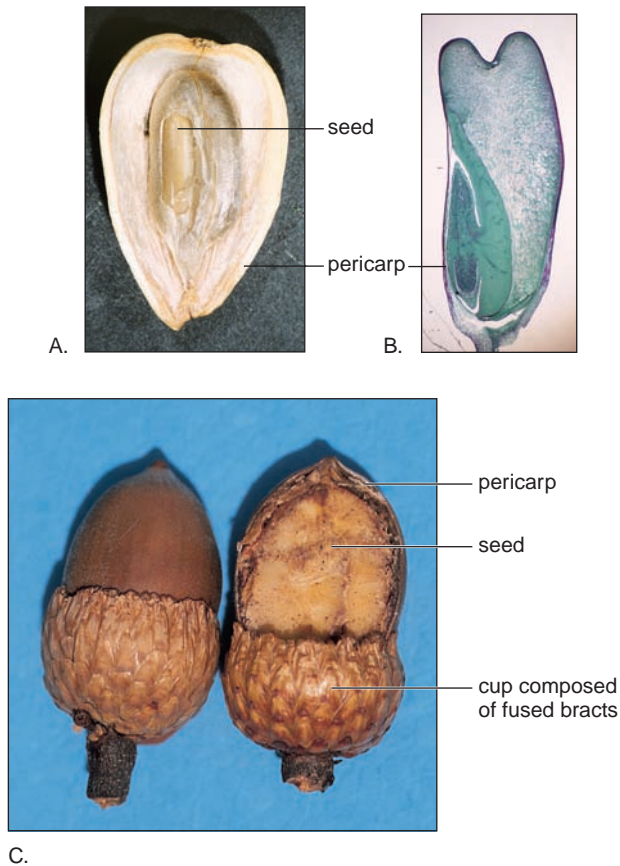 seed
pericarp
A.
B.
pericarp
seed
cup composed
of fused bracts
C.